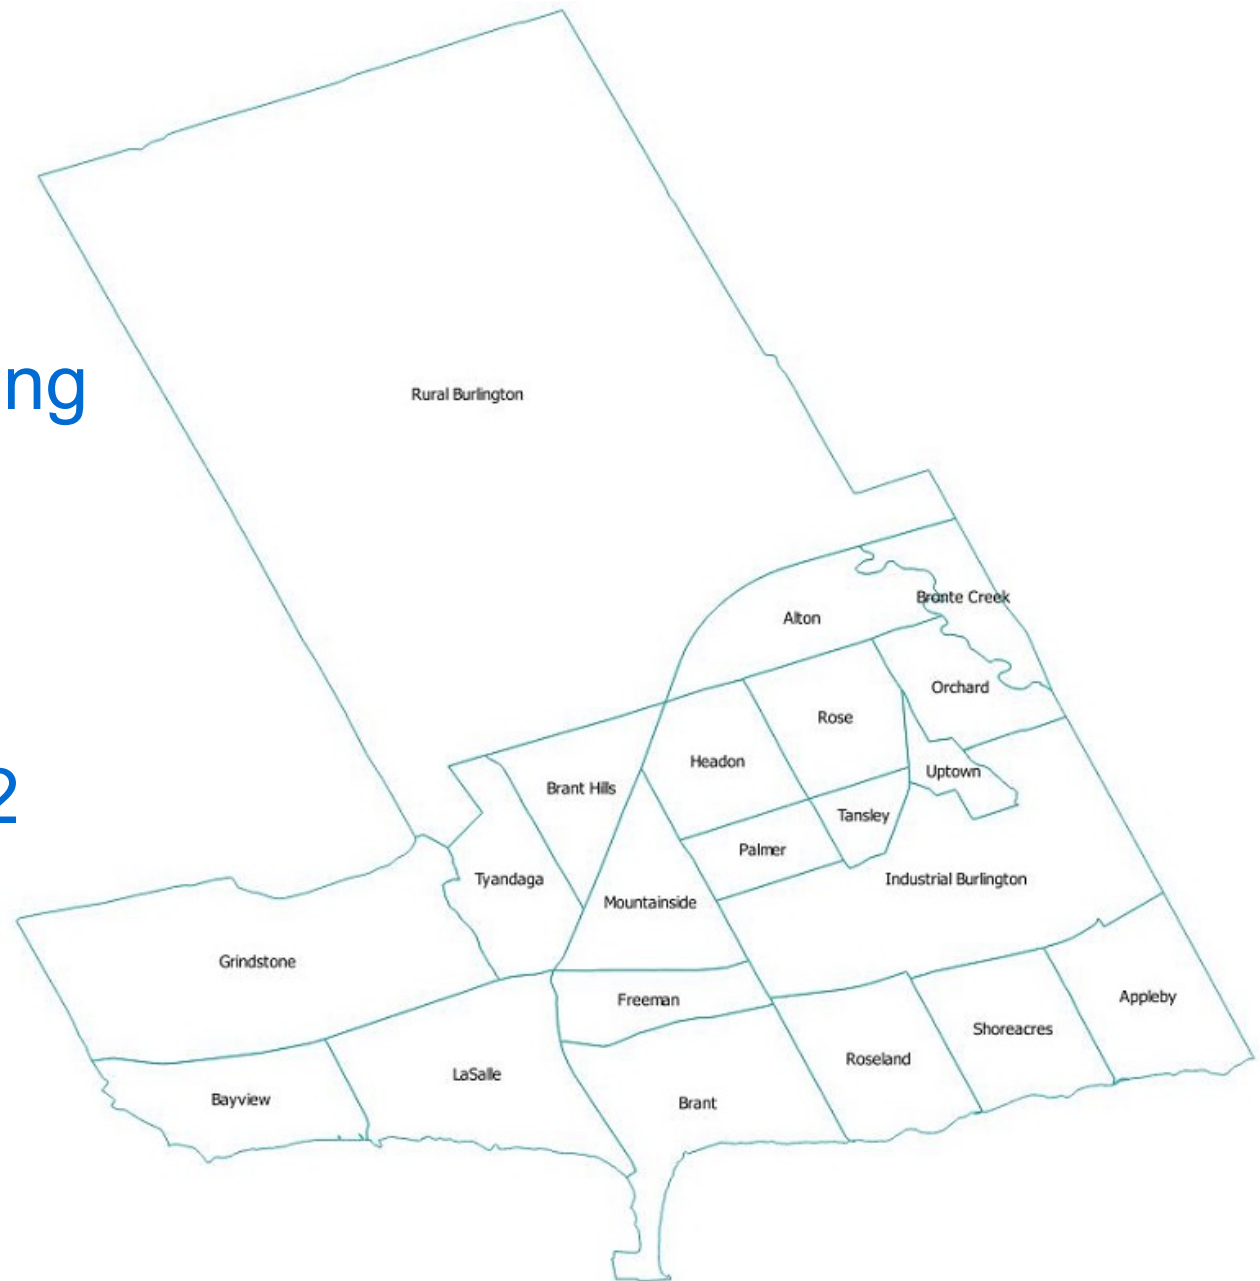 ng
Rural Burlington
Bronte Creek
Alton
Orchard
Rose
Headon
Uptown
Brant Hills
Tansley
2
Palmer
Tyandaga
Industrial Burlington
Mountainside
Grindstone
Freeman
Appleby
Shoreacres
Roseland
LaSalle
Bayview
Brant